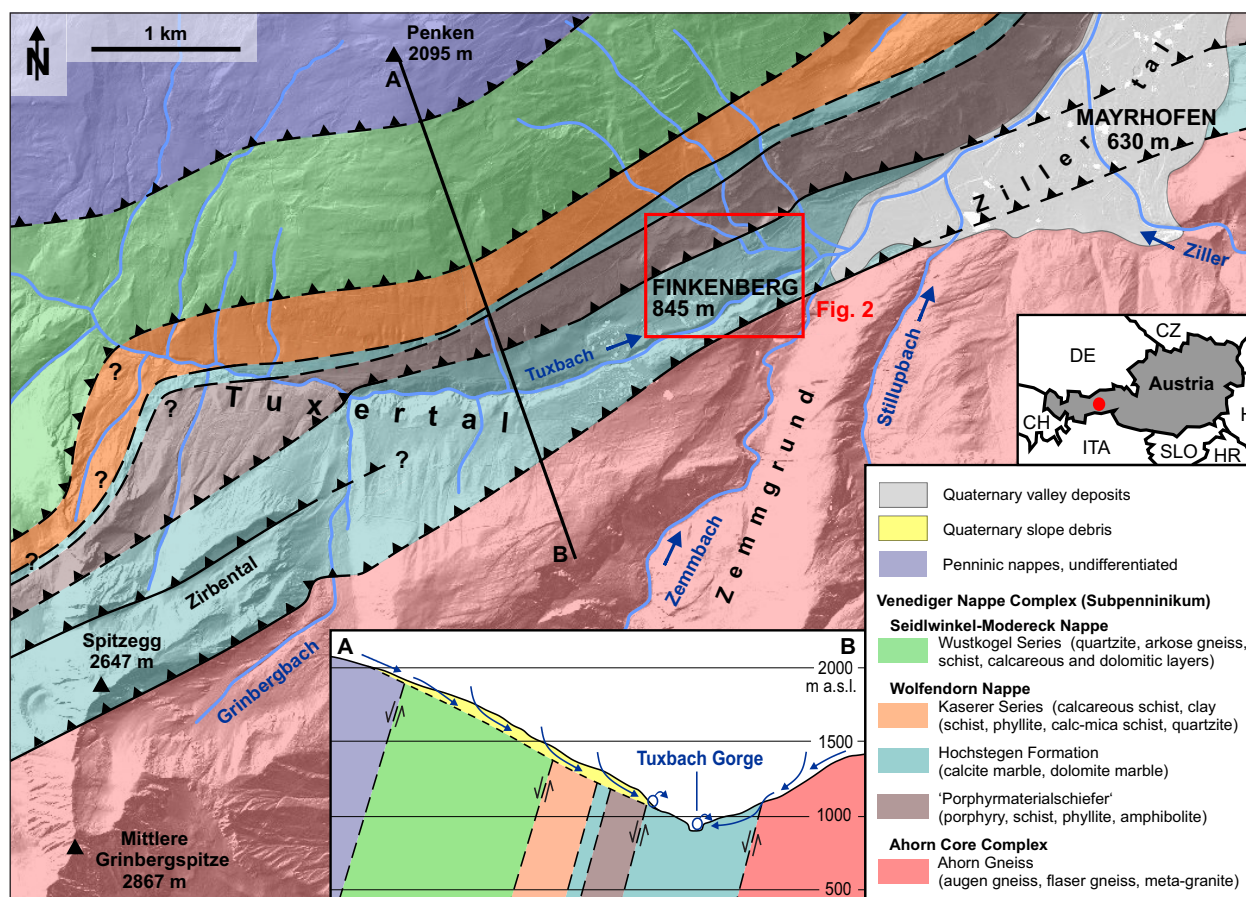 N
1 km
Penken
2095 m
A
MAYRHOFEN
630 m
Zillertal
Ziller
FINKENBERG
845 m
Fig. 2
Tuxbach
Stillupbach
?
?
Tuxertal
?
?
?
B
Zemmgrund
Zemmbach
Zirbental
Spitzegg
2647 m
Grinbergbach
Mittlere
Grinbergspitze
2867 m
CZ
DE
Austria
CH
ITA
SLO
HR
H
A
B
2000
m a.s.l.
1500
Tuxbach Gorge
1000
500
Quaternary valley deposits
Quaternary slope debris
Penninic nappes, undifferentiated
Venediger Nappe Complex (Subpenninikum)
Seidlwinkel-Modereck Nappe
Wustkogel Series (quartzite, arkose gneiss,
schist, calcareous and dolomitic layers)
Wolfendorn Nappe
Kaserer Series (calcareous schist, clay
(schist, phyllite, calc-mica schist, quartzite)
Hochstegen Formation
(calcite marble, dolomite marble)
'Porphyrmaterialschiefer'
(porphyry, schist, phyllite, amphibolite)
Ahorn Core Complex
Ahorn Gneiss
(augen gneiss, flaser gneiss, meta-granite)